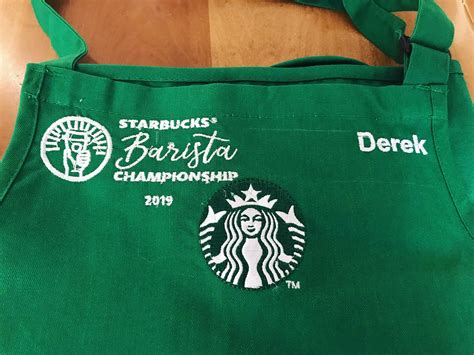 STARBUCKS®
Barista
CHAMPIONSHIP
2019
Derek
TM